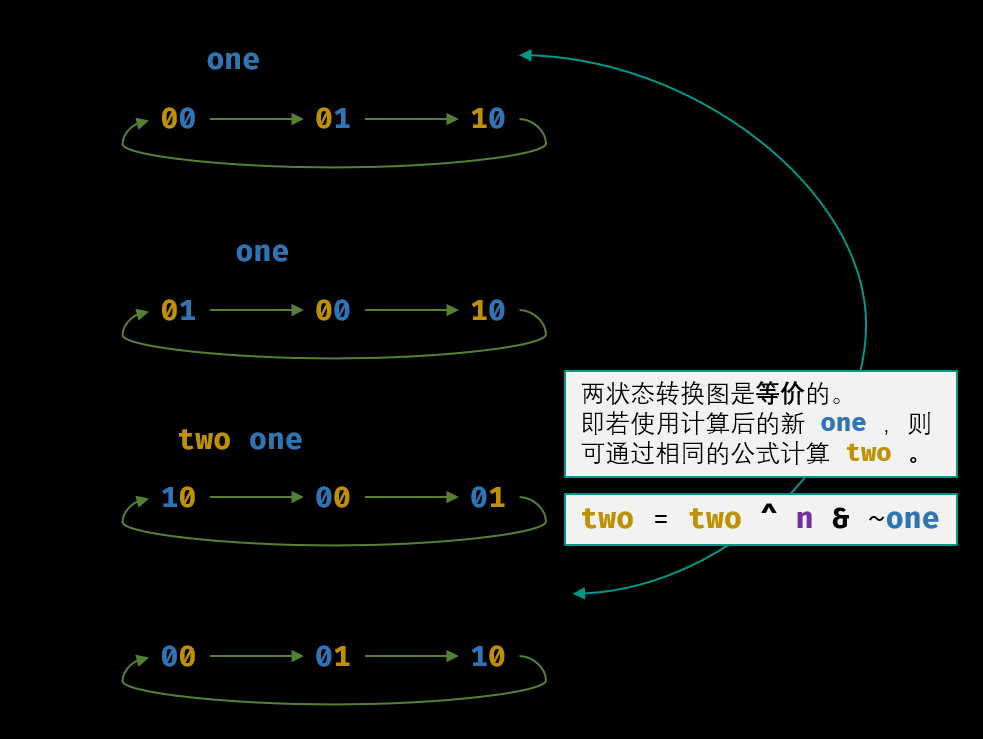 one
00 01 10
one
01 00 10
两状态转换图是等价的。
即若使用计算后的新 one ，则
可通过相同的公式计算 two 。
two one
10 00 01
two = two ^ n & ~one
00 01 10